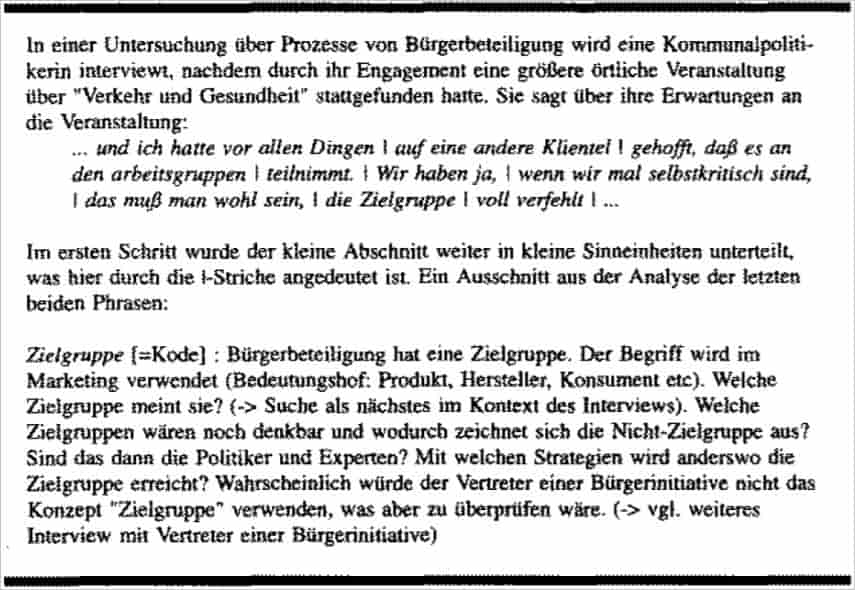 In einer Untersuchung über Prozesse von Bürgerbeteiligung wird eine Kommunalpoliti-
kerin interviewt, nachdem durch ihr Engagement eine größere örtliche Veranstaltung
über "Verkehr und Gesundheit" stattgefunden hatte. Sie sagt über ihre Erwartungen an
die Veranstaltung:
... und ich hatte vor allen Dingen | auf eine andere Klientel | gehofft, daß es an
den arbeitsgruppen | teilnimmt. | Wir haben ja, | wenn wir mal selbstkritisch sind,
| das muß man wohl sein, | die Zielgruppe | voll verfehlt | ...
Im ersten Schritt wurde der kleine Abschnitt weiter in kleine Sinneinheiten unterteilt,
was hier durch die |-Striche angedeutet ist. Ein Ausschnitt aus der Analyse der letzten
beiden Phrasen:
Zielgruppe [=Kode] : Bürgerbeteiligung hat eine Zielgruppe. Der Begriff wird im
Marketing verwendet (Bedeutungshof: Produkt, Hersteller, Konsument etc). Welche
Zielgruppe meint sie? (-> Suche als nächstes im Kontext des Interviews). Welche
Zielgruppen wären noch denkbar und wodurch zeichnet sich die Nicht-Zielgruppe aus?
Sind das dann die Politiker und Experten? Mit welchen Strategien wird anderswo die
Zielgruppe erreicht? Wahrscheinlich würde der Vertreter einer Bürgerinitiative nicht das
Konzept "Zielgruppe" verwenden, was aber zu überprüfen wäre. (-> vgl. weiteres
Interview mit Vertreter einer Bürgerinitiative)